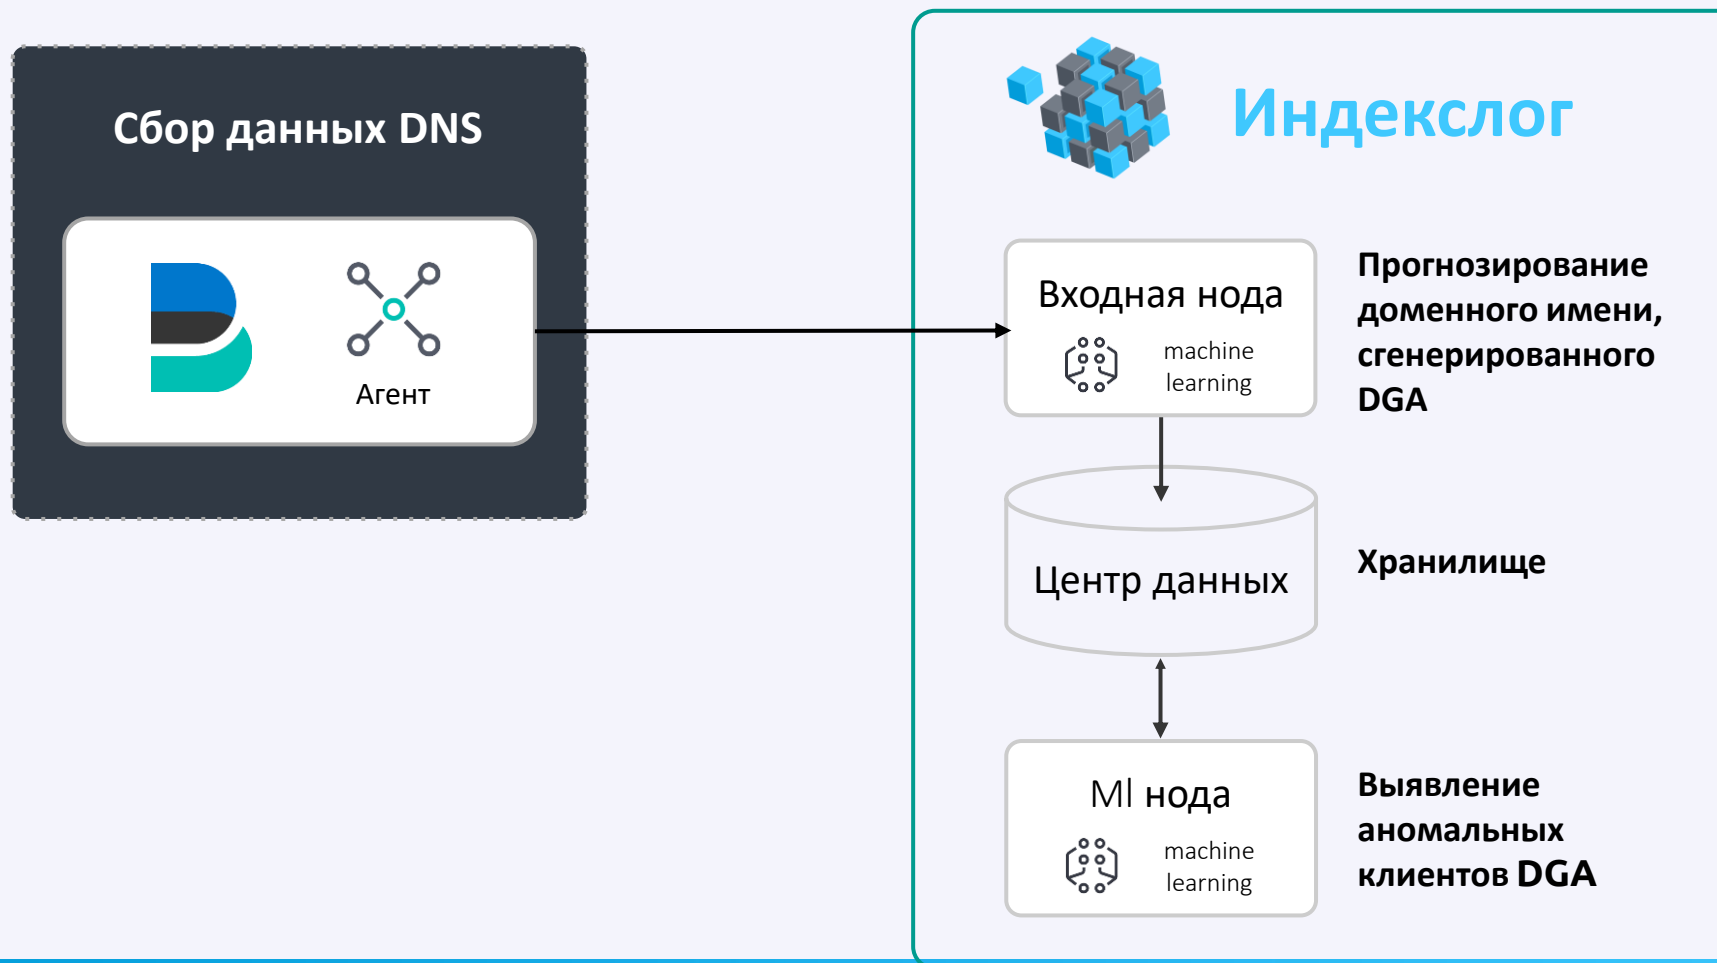 Сбор данных DNS
Агент
Индекслог
Входная нода
machine
learning
Прогнозирование
доменного имени,
сгенерированного
DGA
Центр данных
Хранилище
Ml нода
machine
learning
Выявление
аномальных
клиентов DGA